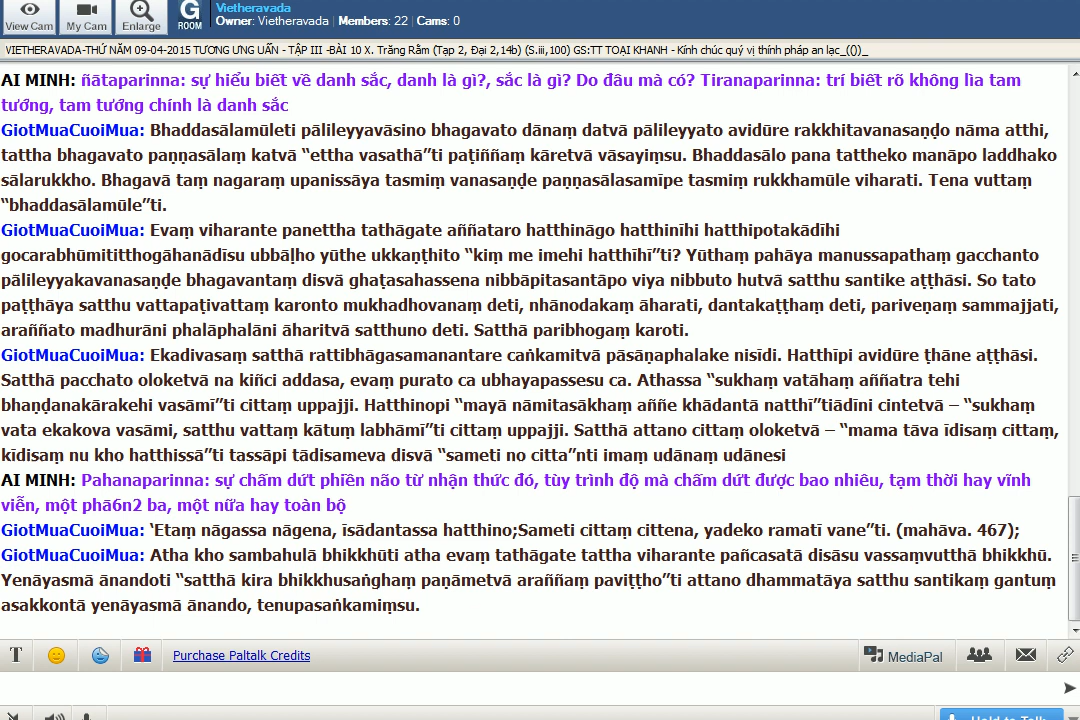 View Cam
My Cam
Enlarge
G
ROOM
Vietheravada
Owner: Vietheravada | Members: 22 | Cams: 0
VIETHERAVADA-THỨ NĂM 09-04-2015 TƯƠNG ƯNG UẨN - TẬP III -BÀI 10 X. Trăng Rằm (Tạp 2, Ðại 2,14b) (S.iii,100) GS:TT TOẠI KHANH - Kính chúc quý vị thính pháp an lạc_(())_
AI MINH: ñātaparinna: sự hiểu biết về danh sắc, danh là gì?, sắc là gì? Do đâu mà có? Tiranaparinna: trí biết rõ không lìa tam
tướng, tam tướng chính là danh sắc
GiotMuaCuoiMua: Bhaddasālamūleti pālileyyavāsino bhagavato dānaṃ datvā pālileyyato avidūre rakkhitavanasaṇḍo nāma atthi,
tattha bhagavato paṇṇasālaṃ katvā “ettha vasathā”ti paṭiññaṃ kāretvā vāsayiṃsu. Bhaddasālo pana tattheko manāpo laddhako
sālarukkho. Bhagavā taṃ nagaraṃ upanissāya tasmiṃ vanasaṇḍe paṇṇasālasamīpe tasmiṃ rukkhamūle viharati. Tena vuttaṃ
“bhaddasālamūle”ti.
GiotMuaCuoiMua: Evaṃ viharante panettha tathāgate aññataro hatthināgo hatthinīhi hatthipotakādīhi
gocarabhūmititthogāhanādīsu ubbāḷho yūthe ukkaṇṭhito “kiṃ me imehi hatthīhī”ti? Yūthaṃ pahāya manussapathaṃ gacchanto
pālileyyakavanasaṇḍe bhagavantaṃ disvā ghaṭasahassena nibbāpitasantāpo viya nibbuto hutvā satthu santike aṭṭhāsi. So tato
paṭṭhāya satthu vattapaṭivattaṃ karonto mukhadhovanaṃ deti, nhānodakaṃ āharati, dantakaṭṭhaṃ deti, pariveṇaṃ sammajjati,
araññato madhurāni phalāphalāni āharitvā satthuno deti. Satthā paribhogaṃ karoti.
GiotMuaCuoiMua: Ekadivasaṃ satthā rattibhāgasamanantare caṅkamitvā pāsāṇaphalake nisīdi. Hatthīpi avidūre ṭhāne aṭṭhāsi.
Satthā pacchato oloketvā na kiñci addasa, evaṃ purato ca ubhayapassesu ca. Athassa “sukhaṃ vatāhaṃ aññatra tehi
bhaṇḍanakārakehi vasāmī”ti cittaṃ uppajji. Hatthinopi “mayā nāmitasākhaṃ aññe khādantā natthī”tiādīni cintetvā – “sukhaṃ
vata ekakova vasāmi, satthu vattaṃ kātuṃ labhāmī”ti cittaṃ uppajji. Satthā attano cittaṃ oloketvā – “mama tāva īdisaṃ cittaṃ,
kīdisaṃ nu kho hatthissā”ti tassāpi tādisameva disvā “sameti no citta”nti imaṃ udānaṃ udānesi
AI MINH: Pahanaparinna: sự chấm dứt phiền não từ nhận thức đó, tùy trình độ mà chấm dứt được bao nhiêu, tạm thời hay vĩnh
viễn, một phầ6n2 ba, một nữa hay toàn bộ
GiotMuaCuoiMua: ‘Etaṃ nāgassa nāgena, īsādantassa hatthino;Sameti cittaṃ cittena, yadeko ramatī vane”ti. (mahāva. 467);
GiotMuaCuoiMua: Atha kho sambahulā bhikkhūti atha evaṃ tathāgate tattha viharante pañcasatā disāsu vassaṃvutthā bhikkhū.
Yenāyasmā ānandoti “satthā kira bhikkhusaṅghaṃ paṇāmetvā araññaṃ paviṭṭho”ti attano dhammatāya satthu santikaṃ gantuṃ
asakkontā yenāyasmā ānando, tenupasaṅkamiṃsu.
T
Purchase Paltalk Credits
MediaPal
Hold to Talk